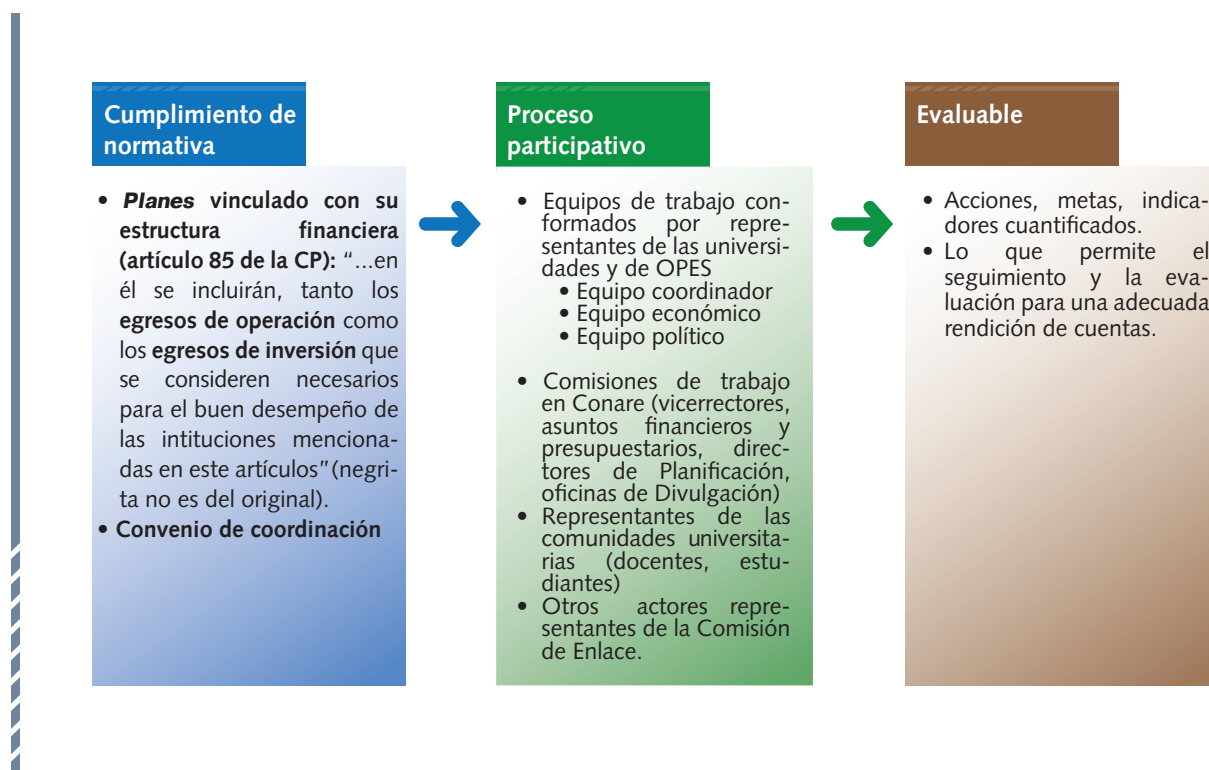 Cumplimiento de
normativa
• Planes vinculado con su
estructura financiera
(artículo 85 de la CP): “...en
él se incluirán, tanto los
egresos de operación como
los egresos de inversión que
se consideren necesarios
para el buen desempeño de
las intituciones menciona-
das en este artículos” (negri-
ta no es del original).
• Convenio de coordinación
Proceso
participativo
• Equipos de trabajo con-
formados por repre-
sentantes de las universi-
dades y de OPES
• Equipo coordinador
• Equipo económico
• Equipo político
• Comisiones de trabajo
en Conare (vicerrectores,
asuntos financieros y
presupuestarios, direc-
tores de Planificación,
oficinas de Divulgación)
• Representantes de las
comunidades universita-
rias (docentes, estu-
diantes)
• Otros actores repre-
sentantes de la Comisión
de Enlace.
Evaluable
• Acciones, metas, indica-
dores cuantificados.
• Lo que permite el
seguimiento y la eva-
luación para una adecuada
rendición de cuentas.